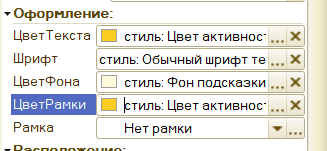 Оформление:
ЦветТекста стиль: Цвет активност ...
Шрифт стиль: Обычный шрифт те ...
ЦветФона стиль: Фон подсказки ...
ЦветРамки стиль: Цвет активност ...
Рамка Нет рамки ...
Расположение: